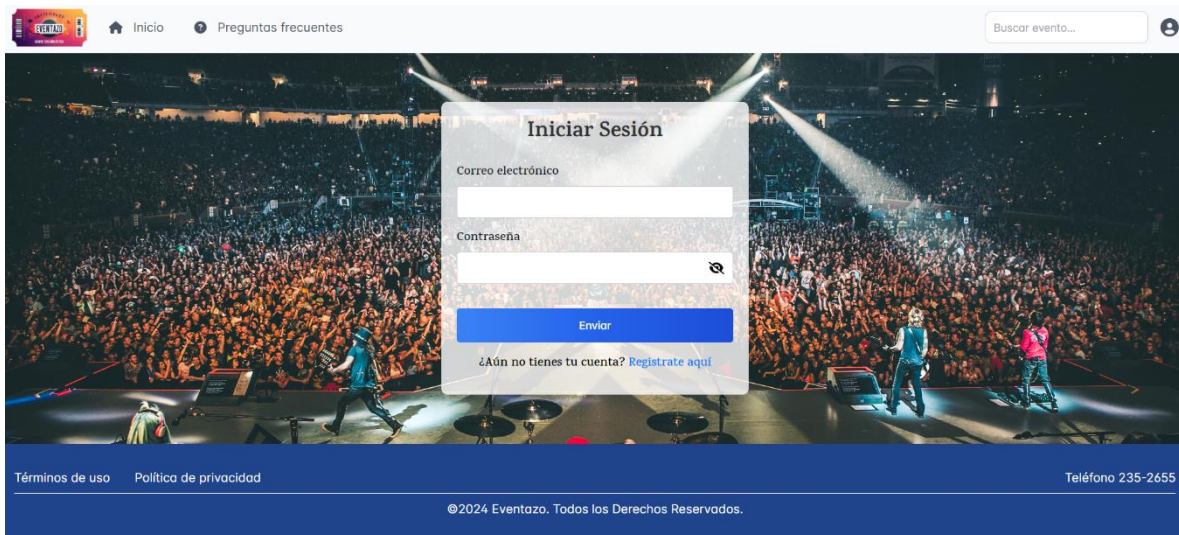 EVENTAZO
Inicio
Preguntas frecuentes
Buscar evento...
Iniciar Sesión
Correo electrónico
Contraseña
Enviar
¿Aún no tienes tu cuenta? Registrate aquí
Términos de uso
Política de privacidad
Teléfono 235-2655
©2024 Eventazo. Todos los Derechos Reservados.